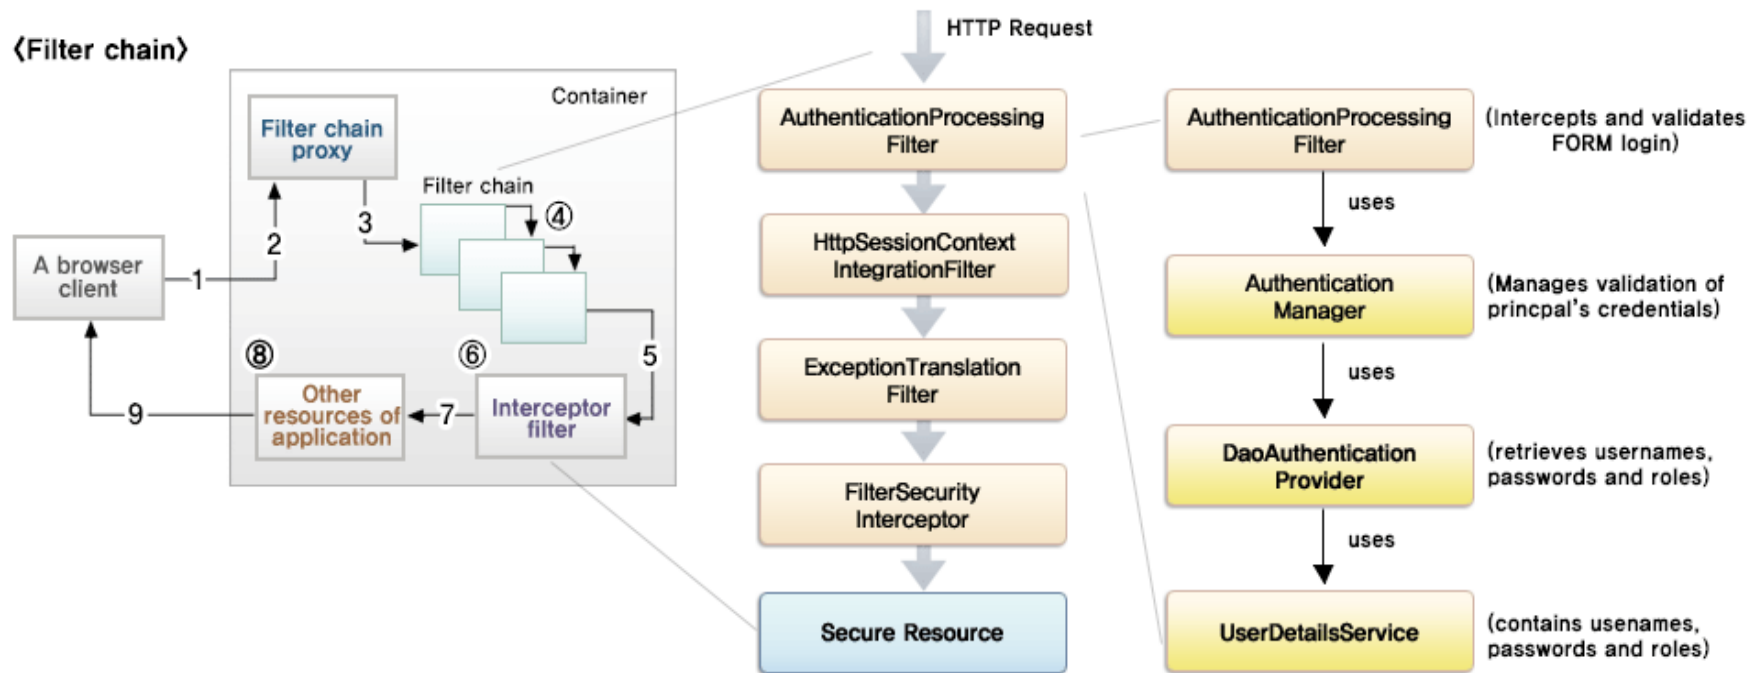 〈Filter chain〉
Container
Filter chain
proxy
Filter chain
A browser
client
1
2
3
④
5
⑥
7
⑧
9
Interceptor
filter
Other
resources of
application
HTTP Request
AuthenticationProcessing
Filter
HttpSessionContext
IntegrationFilter
ExceptionTranslation
Filter
FilterSecurity
Interceptor
Secure Resource
AuthenticationProcessing
Filter
(Intercepts and validates
FORM login)
uses
Authentication
Manager
(Manages validation of
princpal's credentials)
uses
DaoAuthentication
Provider
(retrieves usernames,
passwords and roles)
uses
UserDetailsService
(contains usenames,
passwords and roles)